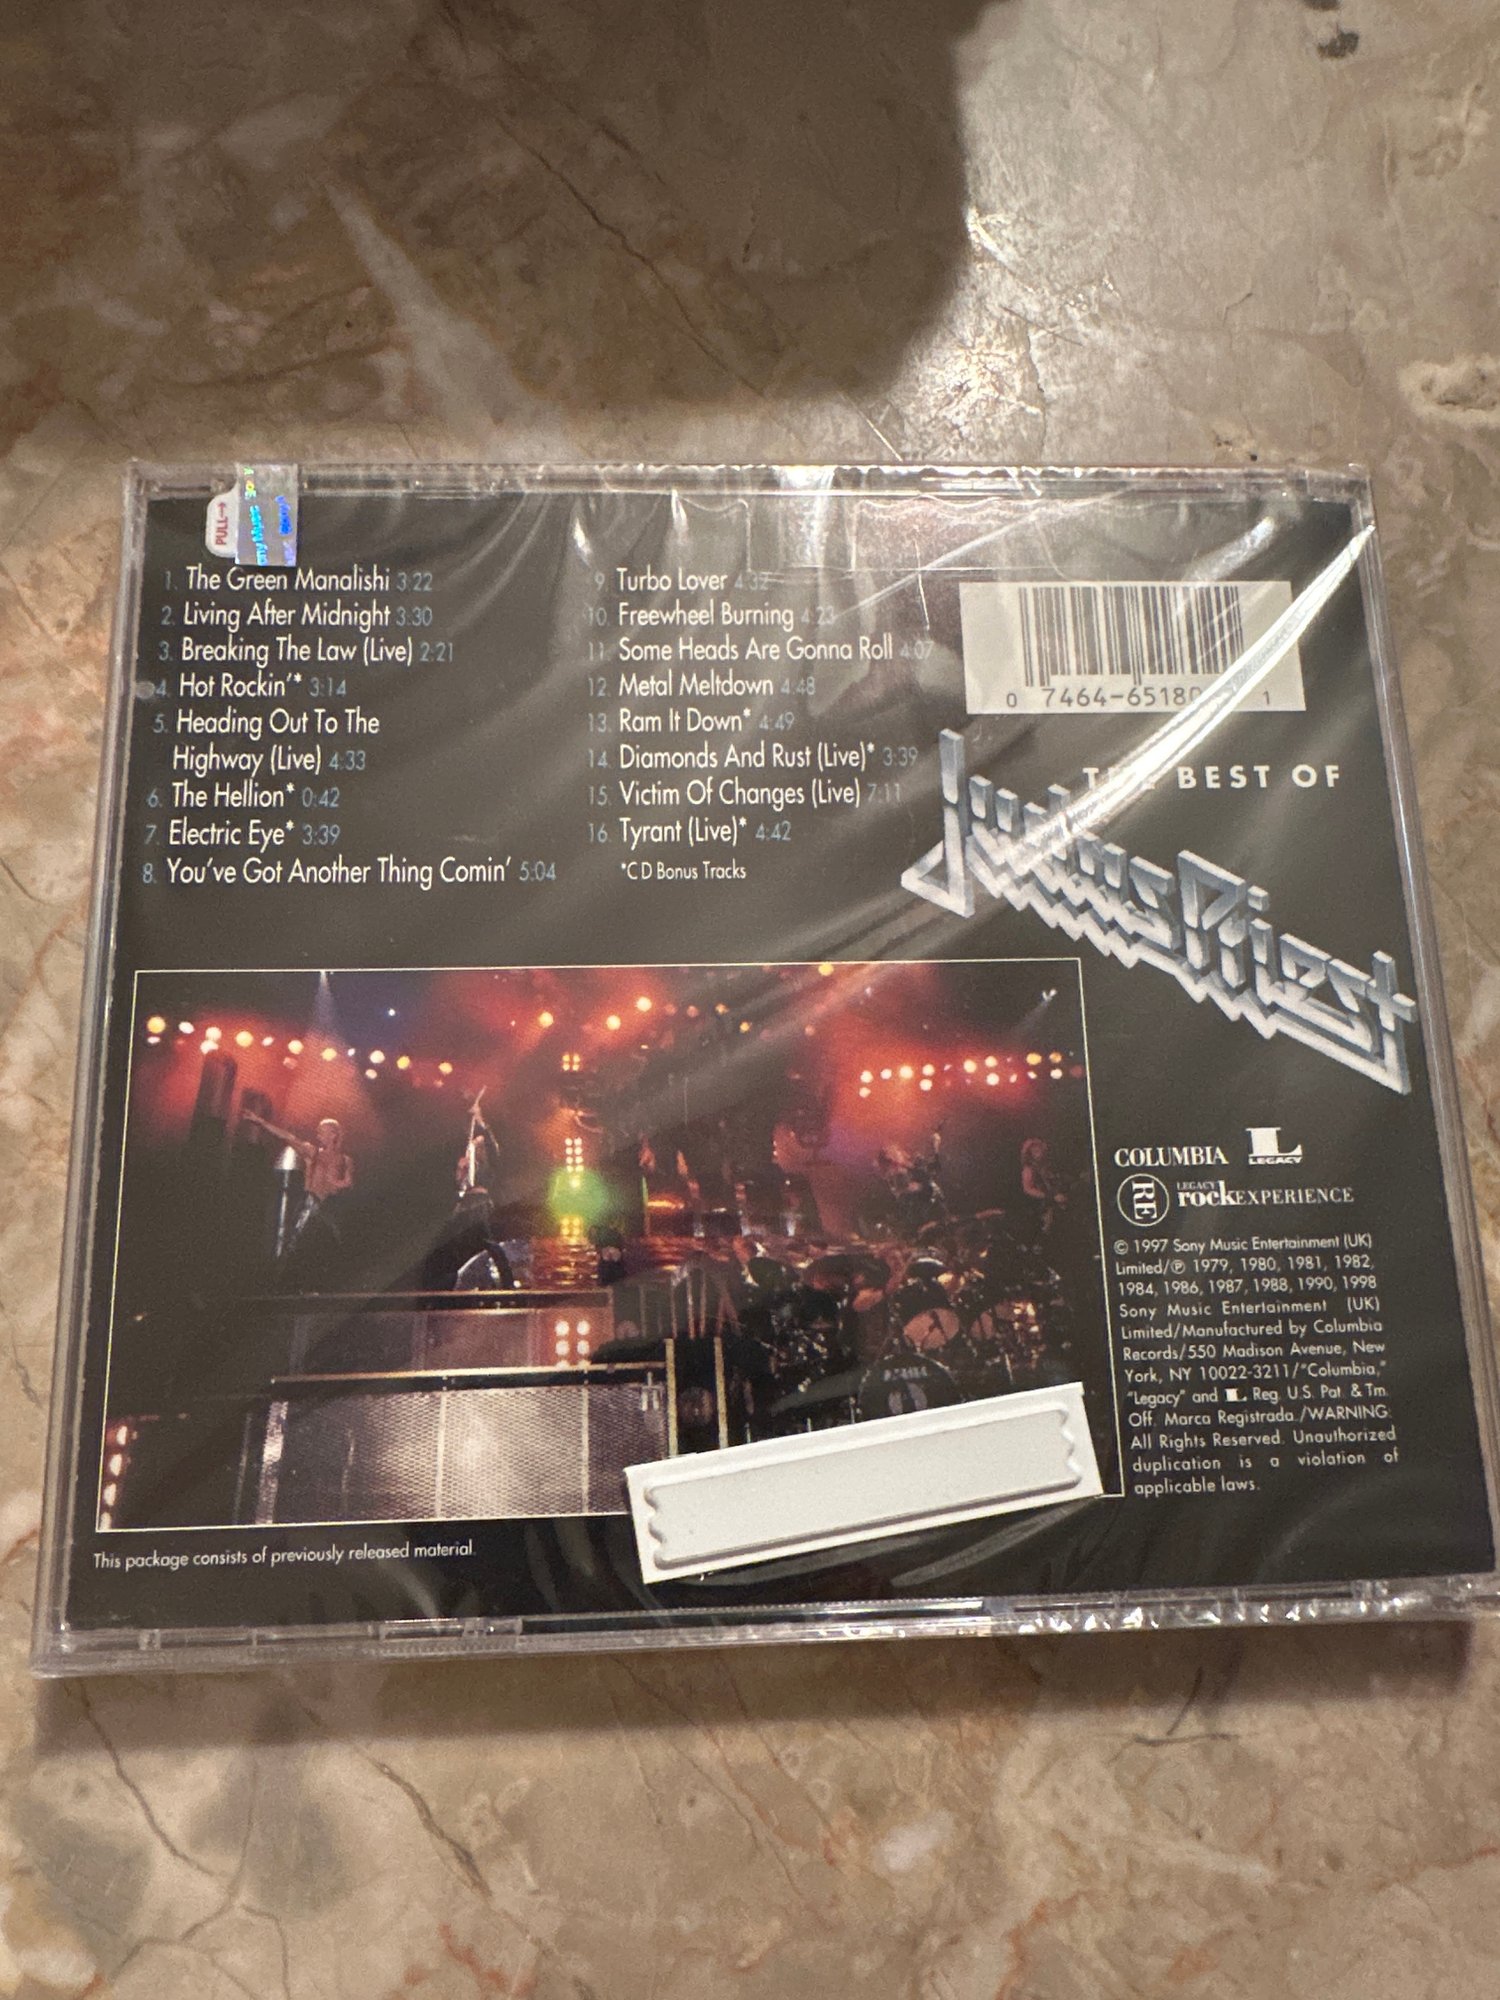 PULL→
1. The Green Manalishi 3:22
2. Living After Midnight 3:30
3. Breaking The Law (Live) 2:21
4. Hot Rockin'* 3:14
5. Heading Out To The
Highway (Live) 4:33
6. The Hellion* 0:42
7. Electric Eye* 3:39
8. You've Got Another Thing Comin' 5:04
9. Turbo Lover 4:32
10. Freewheel Burning 4:23
11. Some Heads Are Gonna Roll 4:07
12. Metal Meltdown 4:48
13. Ram It Down* 4:49
14. Diamonds And Rust (Live)* 3:39
15. Victim Of Changes (Live) 7:11
16. Tyrant (Live)* 4:42
*CD Bonus Tracks
0 7464-65180 1
THE BEST OF
Judas Priest
COLUMBIA L LEGACY
RE LEGACY rockEXPERIENCE
© 1997 Sony Music Entertainment (UK)
Limited/℗ 1979, 1980, 1981, 1982,
1984, 1986, 1987, 1988, 1990, 1998
Sony Music Entertainment (UK)
Limited/Manufactured by Columbia
Records/550 Madison Avenue, New
York, NY 10022-3211/"Columbia,"
"Legacy" and L Reg. U.S. Pat. & Tm.
Off. Marca Registrada./WARNING:
All Rights Reserved. Unauthorized
duplication is a violation of
applicable laws.
This package consists of previously released material.